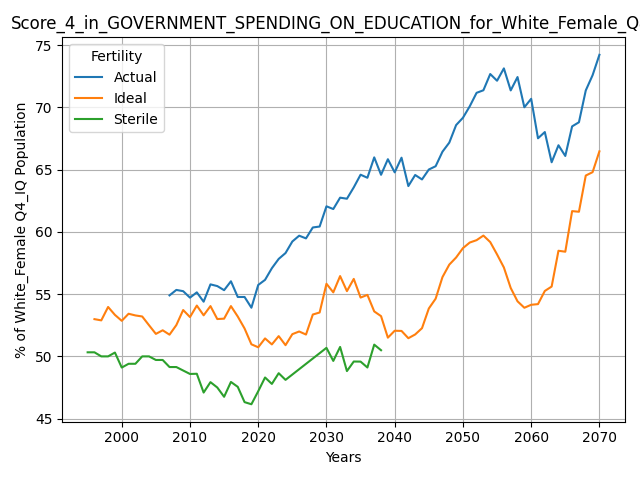 Score_4_in_GOVERNMENT_SPENDING_ON_EDUCATION_for_White_Female_Q
75
70
65
60
55
50
45
% of White_Female Q4_IQ Population
Fertility
Actual
Ideal
Sterile
2000 2010 2020 2030 2040 2050 2060 2070
Years